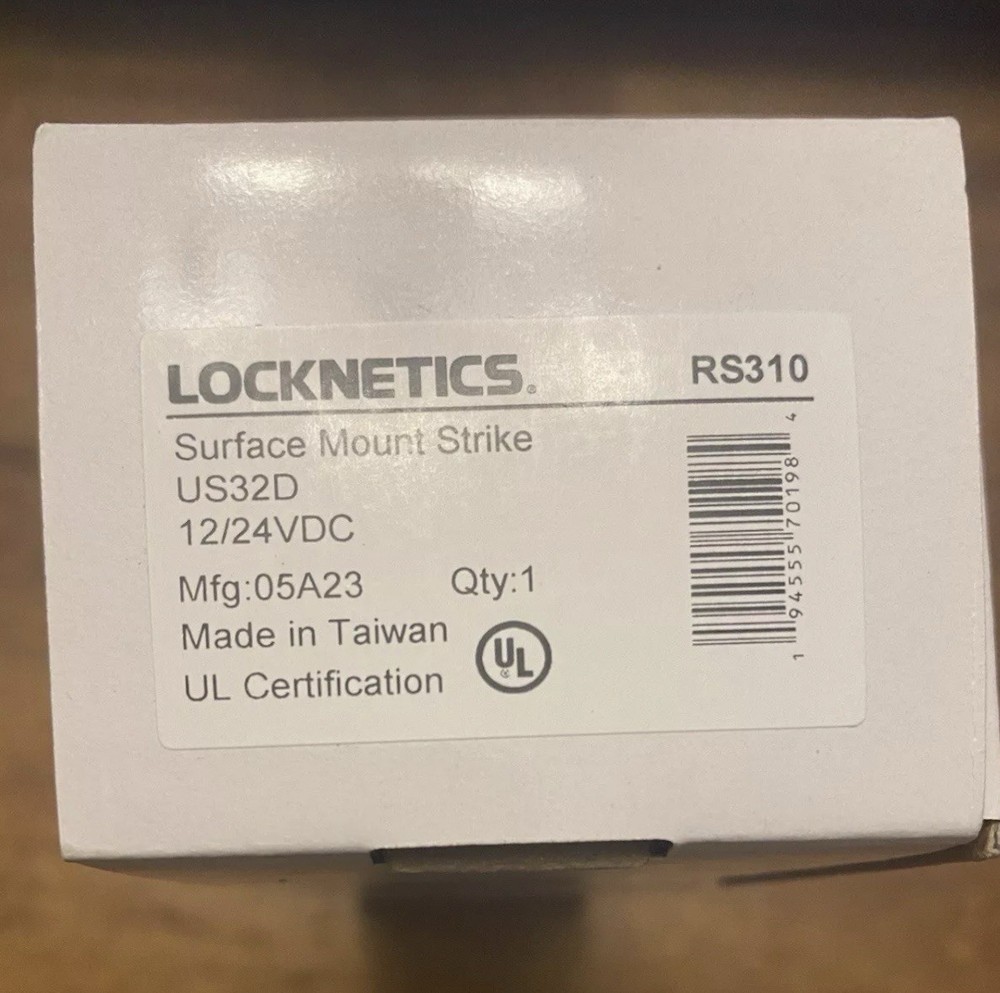 LOCKNETICS® RS310
Surface Mount Strike
US32D
12/24VDC
Mfg:05A23 Qty:1
Made in Taiwan
UL Certification
UL®
1 94555 70198 4